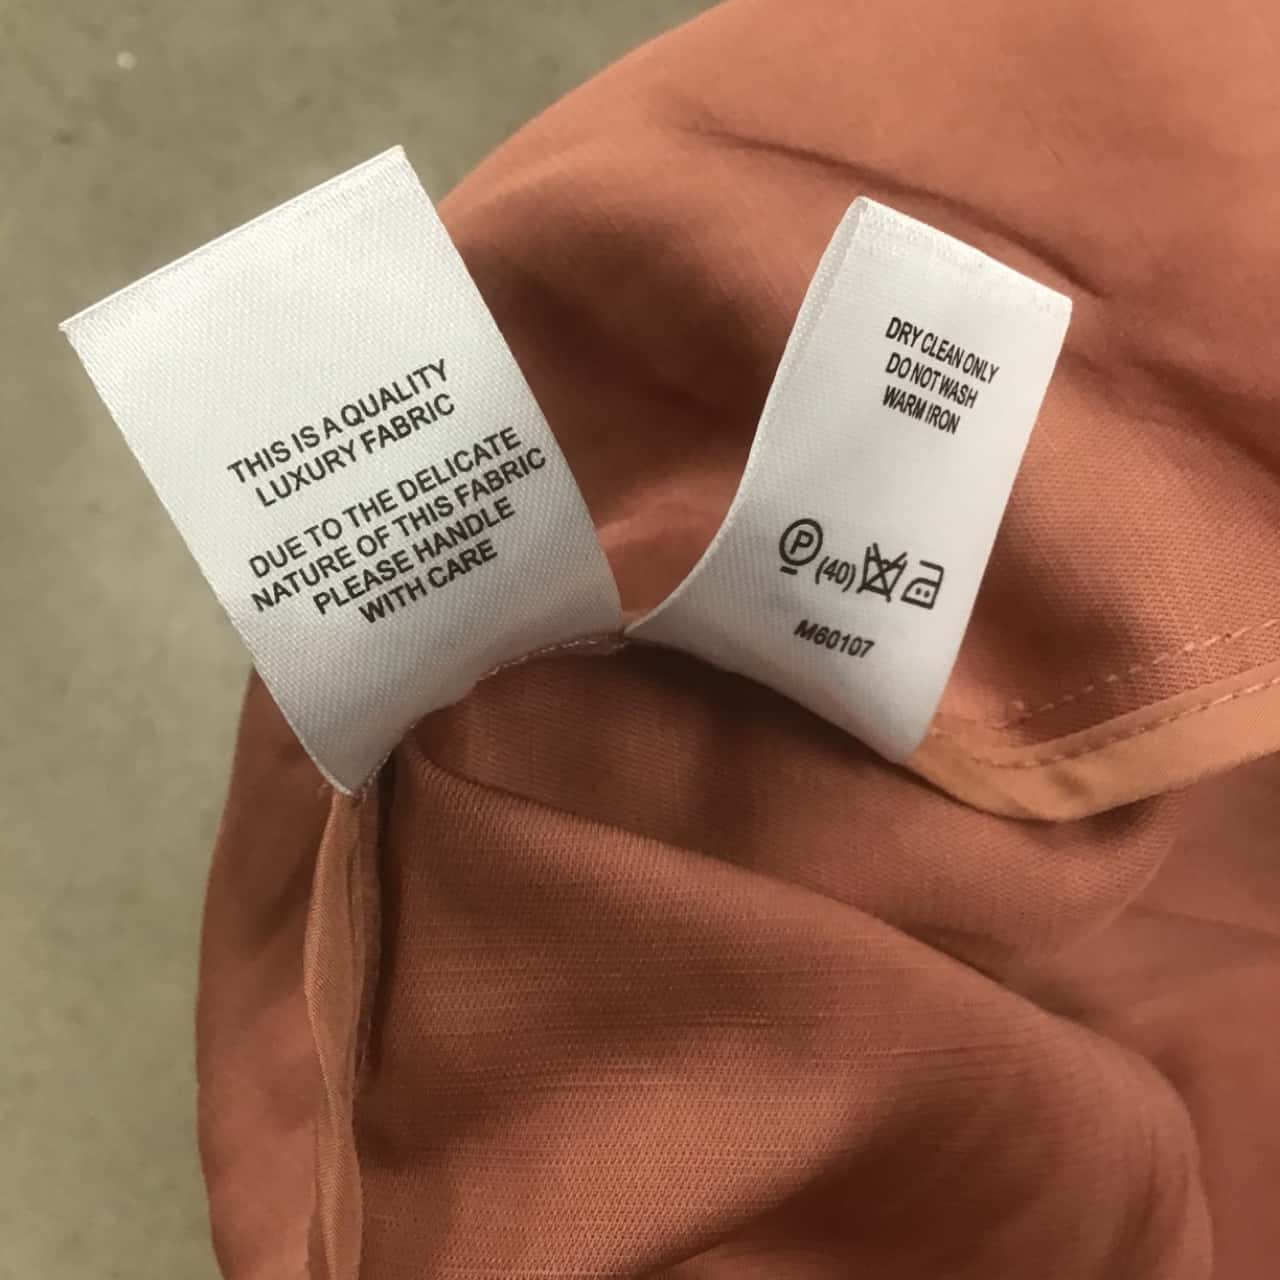 THIS IS A QUALITY
LUXURY FABRIC
DUE TO THE DELICATE
NATURE OF THIS FABRIC
PLEASE HANDLE
WITH CARE
DRY CLEAN ONLY
DO NOT WASH
WARM IRON
P (40)
M60107